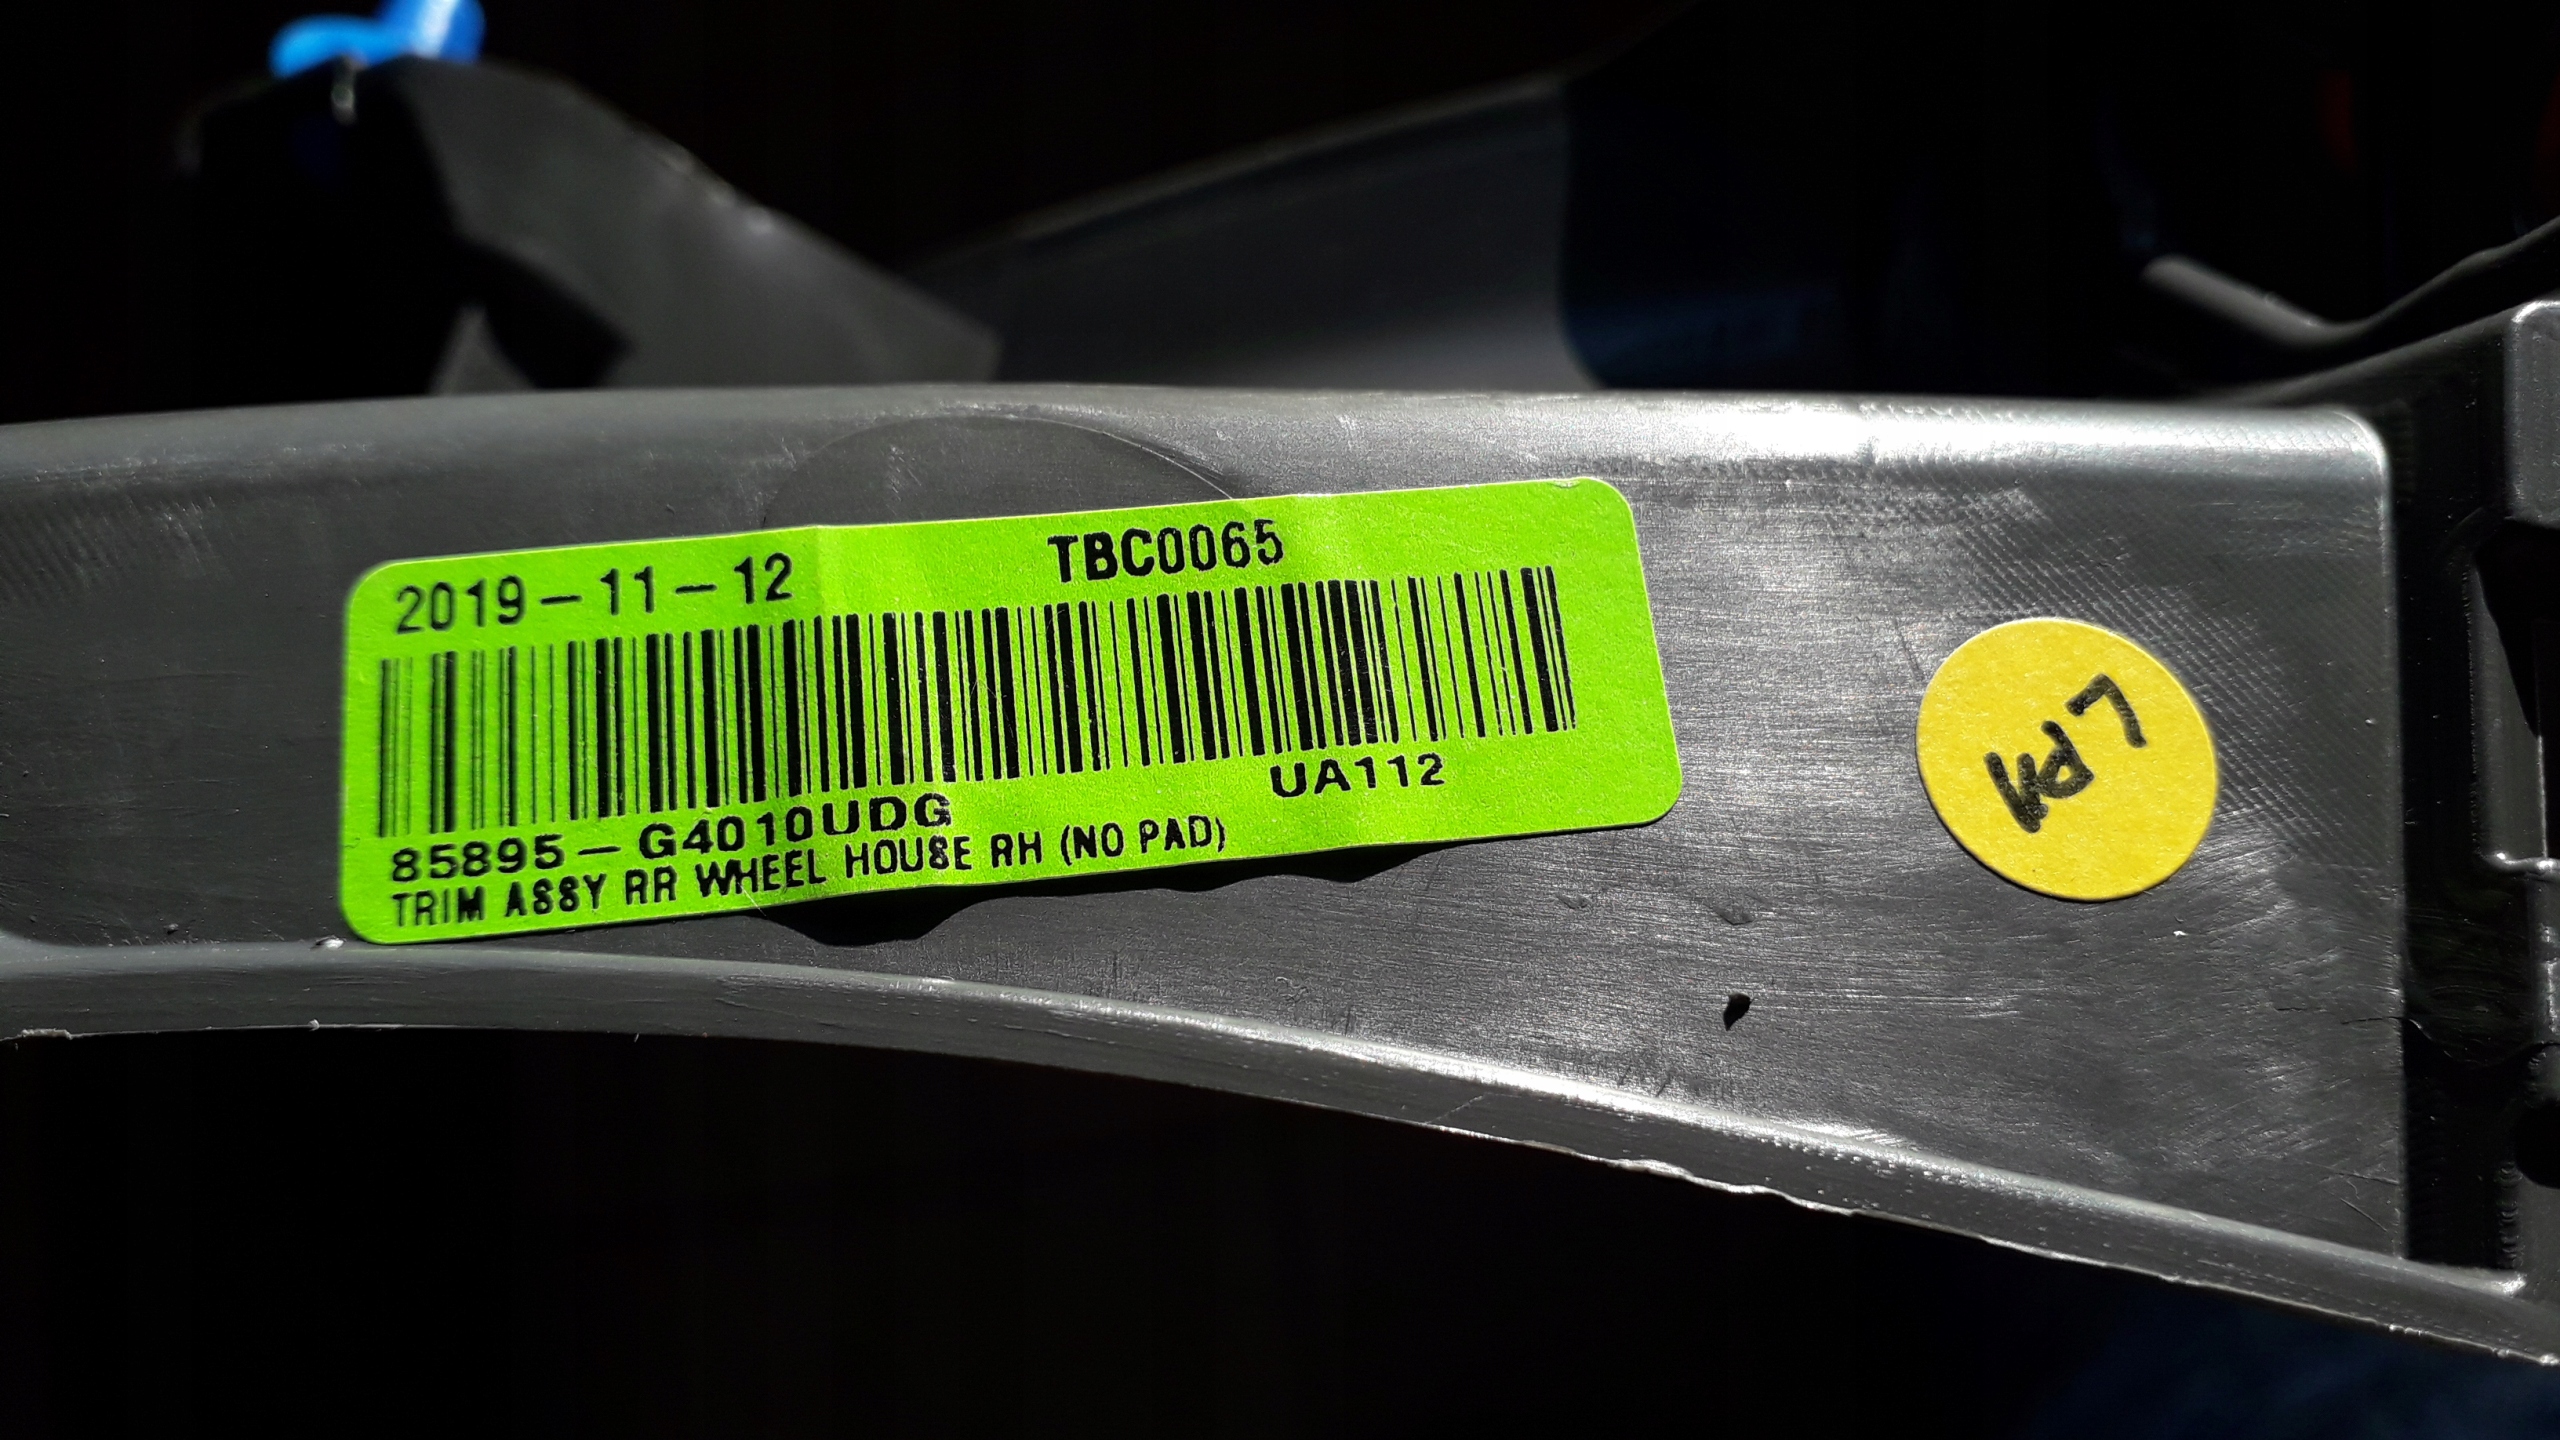 2019-11-12 TBC0065
UA112
85895-G4010UDG
TRIM ASSY RR WHEEL HOUSE RH (NO PAD)